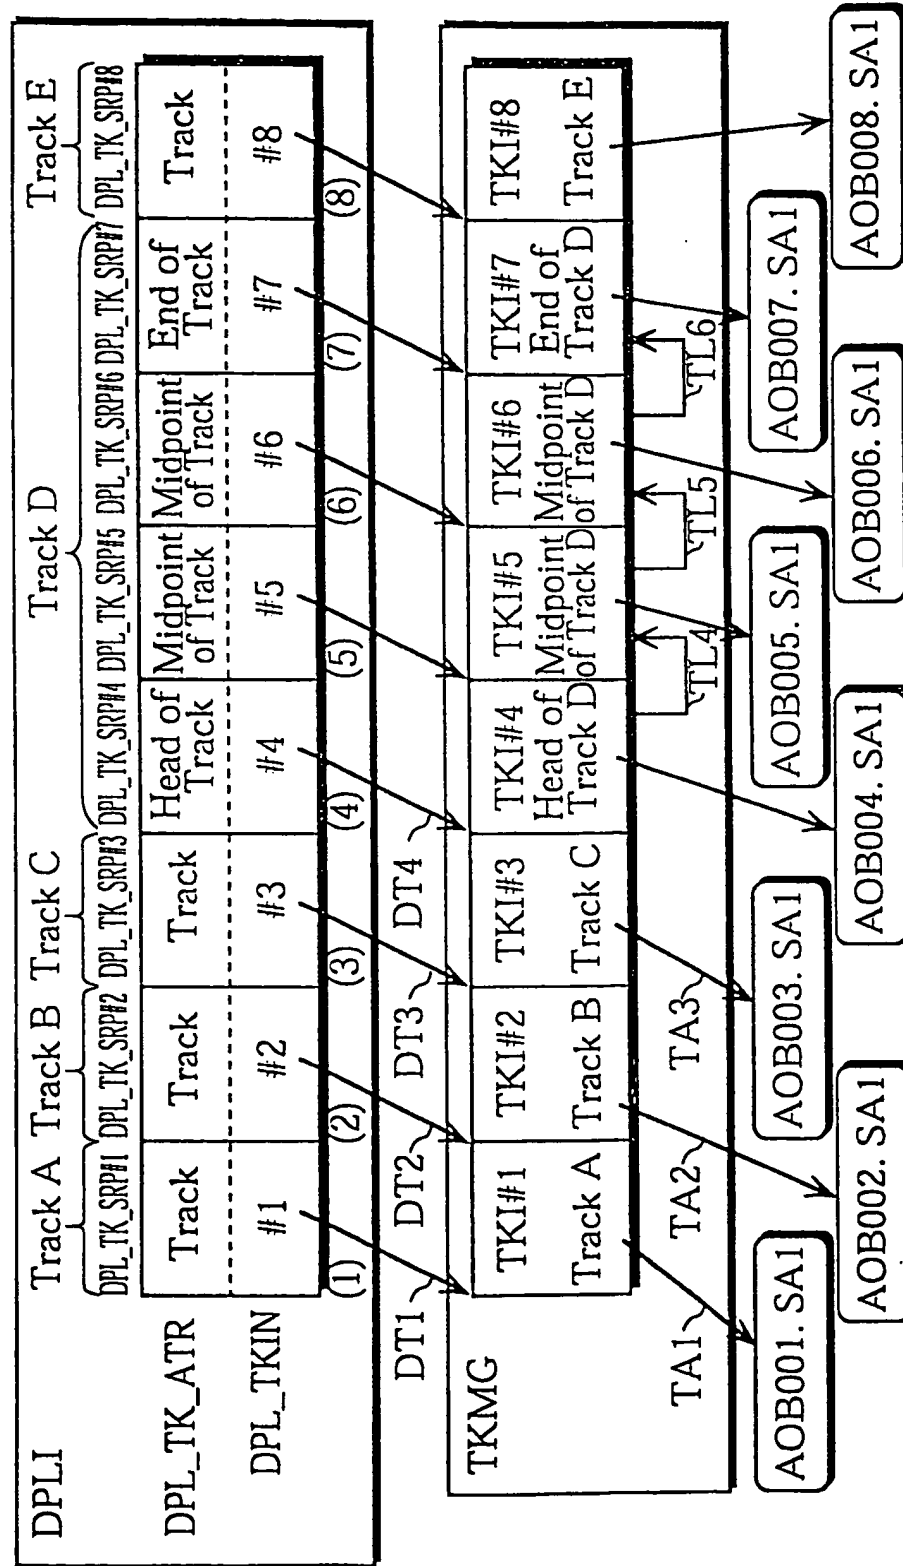 DPLI
Track A
Track B
Track C
Track D
Track E
DPL_TK_SRP#1
DPL_TK_SRP#2
DPL_TK_SRP#3
DPL_TK_SRP#4
DPL_TK_SRP#5
DPL_TK_SRP#6
DPL_TK_SRP#7
DPL_TK_SRP#8
DPL_TK_ATR
Track
Track
Track
Head of
Track
Midpoint
of Track
Midpoint
of Track
End of
Track
Track
DPL_TKIN
#1
#2
#3
#4
#5
#6
#7
#8
(1)
(2)
(3)
(4)
(5)
(6)
(7)
(8)
DT1
DT2
DT3
DT4
TKMG
TKI#1
Track A
TKI#2
Track B
TKI#3
Track C
TKI#4
Head of
Track D
TKI#5
Midpoint
of Track D
TKI#6
Midpoint
of Track D
TKI#7
End of
Track D
TKI#8
Track E
TA1
TA2
TA3
TL4
TL5
TL6
AOB001. SA1
AOB002. SA1
AOB003. SA1
AOB004. SA1
AOB005. SA1
AOB006. SA1
AOB007. SA1
AOB008. SA1